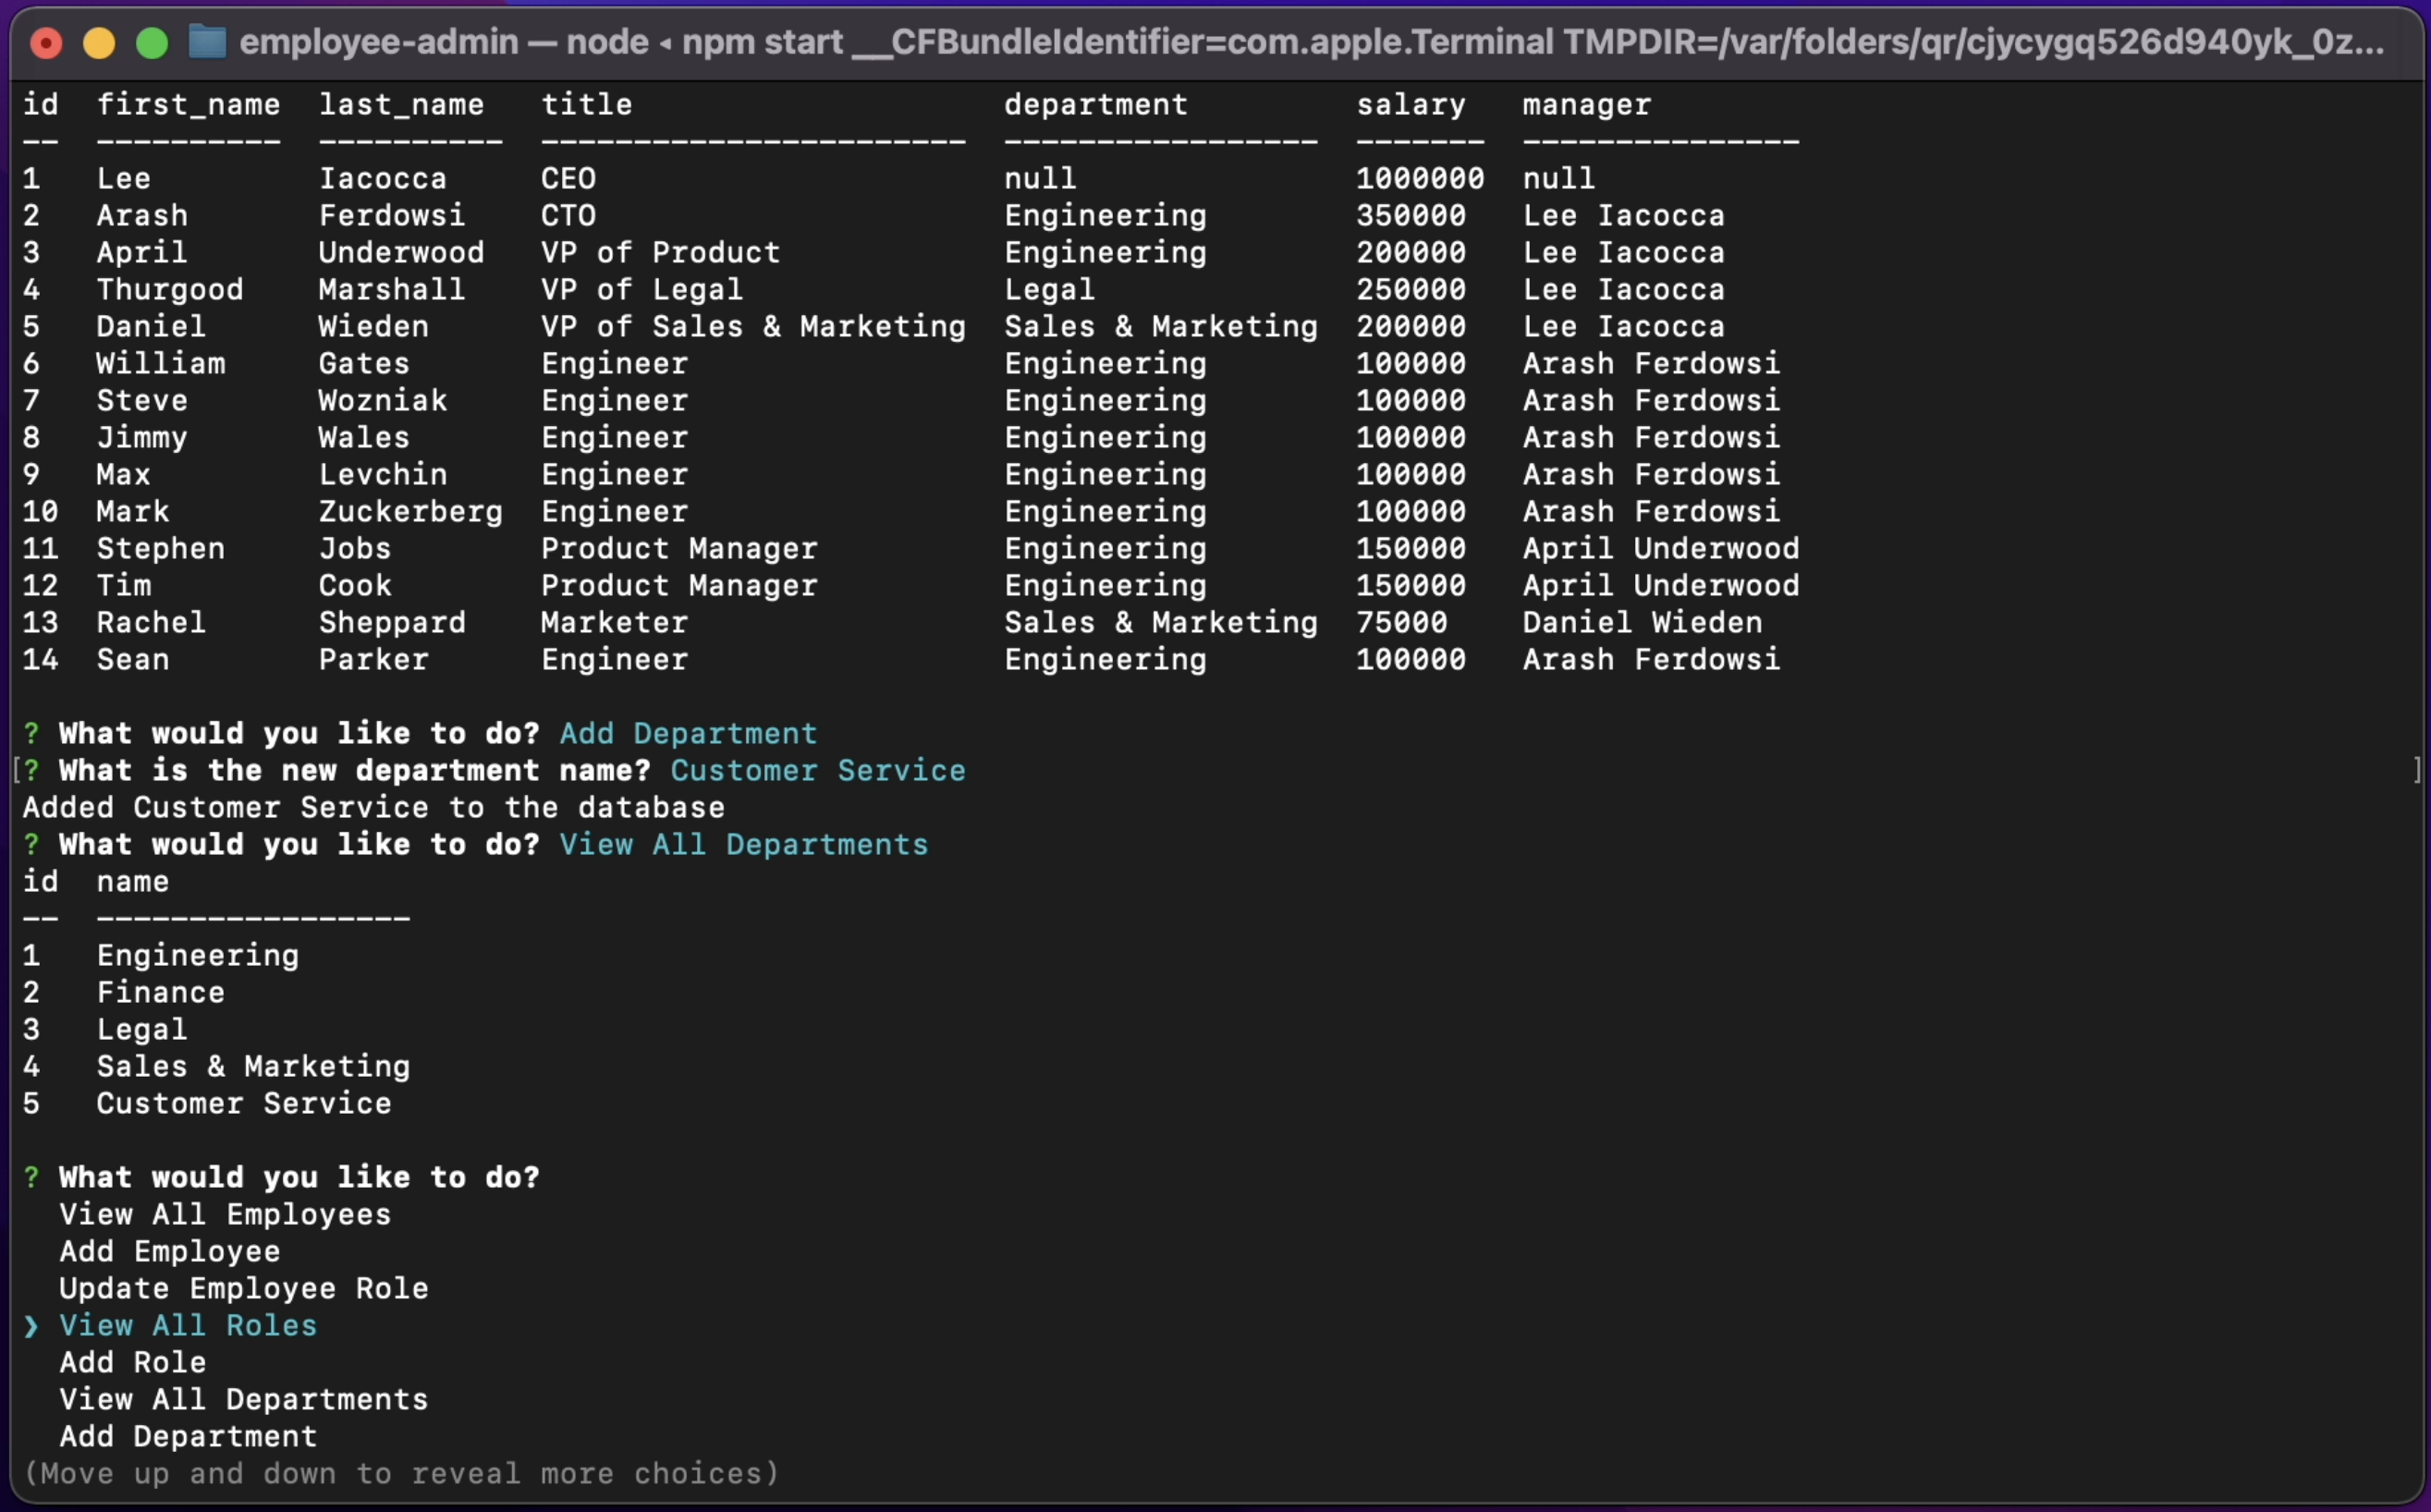 employee-admin — node ◂ npm start __CFBundleIdentifier=com.apple.Terminal TMPDIR=/var/folders/qr/cjycygq526d940yk_0z...
id  first_name  last_name   title                    department         salary   manager
--  ----------  ----------  -----------------------  -----------------  -------  ---------------
1   Lee         Iacocca     CEO                      null               1000000  null
2   Arash       Ferdowsi    CTO                      Engineering        350000   Lee Iacocca
3   April       Underwood   VP of Product            Engineering        200000   Lee Iacocca
4   Thurgood    Marshall    VP of Legal              Legal              250000   Lee Iacocca
5   Daniel      Wieden      VP of Sales & Marketing  Sales & Marketing  200000   Lee Iacocca
6   William     Gates       Engineer                 Engineering        100000   Arash Ferdowsi
7   Steve       Wozniak     Engineer                 Engineering        100000   Arash Ferdowsi
8   Jimmy       Wales       Engineer                 Engineering        100000   Arash Ferdowsi
9   Max         Levchin     Engineer                 Engineering        100000   Arash Ferdowsi
10  Mark        Zuckerberg  Engineer                 Engineering        100000   Arash Ferdowsi
11  Stephen     Jobs        Product Manager          Engineering        150000   April Underwood
12  Tim         Cook        Product Manager          Engineering        150000   April Underwood
13  Rachel      Sheppard    Marketer                 Sales & Marketing  75000    Daniel Wieden
14  Sean        Parker      Engineer                 Engineering        100000   Arash Ferdowsi
? What would you like to do? Add Department
[? What is the new department name? Customer Service ]
Added Customer Service to the database
? What would you like to do? View All Departments
id  name
--  -----------------
1   Engineering
2   Finance
3   Legal
4   Sales & Marketing
5   Customer Service
? What would you like to do?
  View All Employees
  Add Employee
  Update Employee Role
❯ View All Roles
  Add Role
  View All Departments
  Add Department
(Move up and down to reveal more choices)